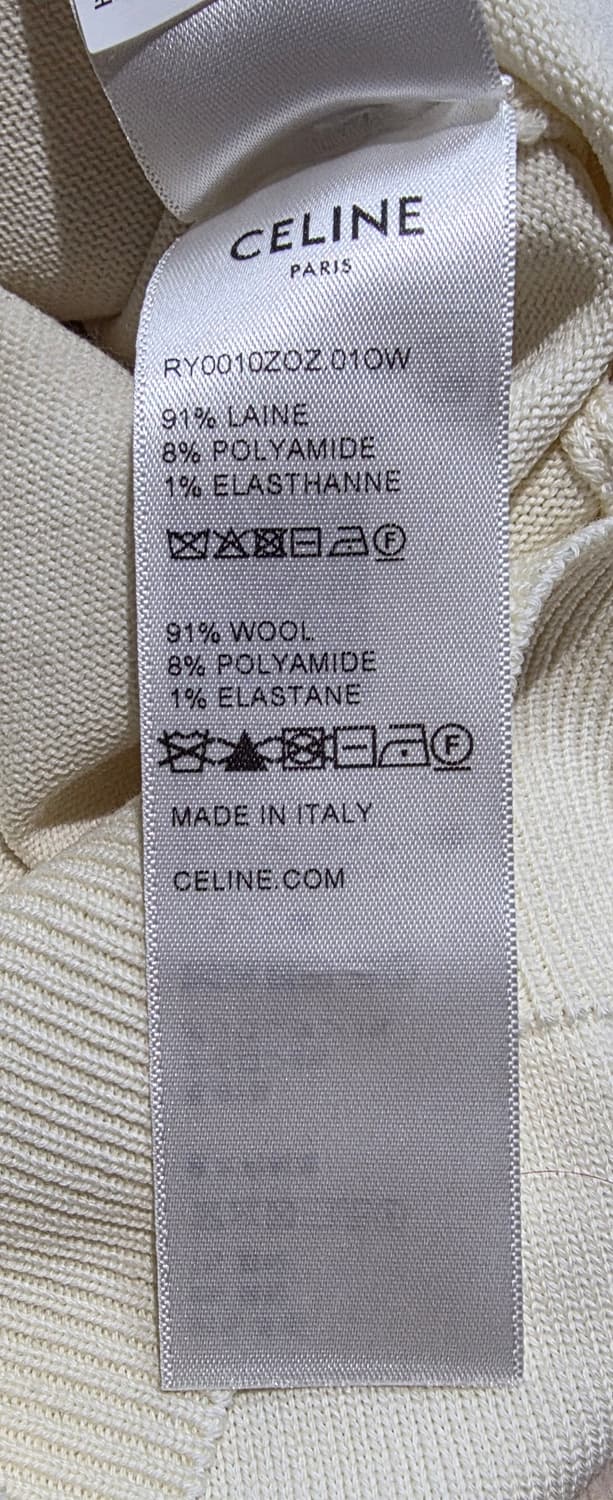 CELINE
PARIS
RY0010ZOZ.01OW
91% LAINE
8% POLYAMIDE
1% ELASTHANNE
F
91% WOOL
8% POLYAMIDE
1% ELASTANE
F
MADE IN ITALY
CELINE.COM